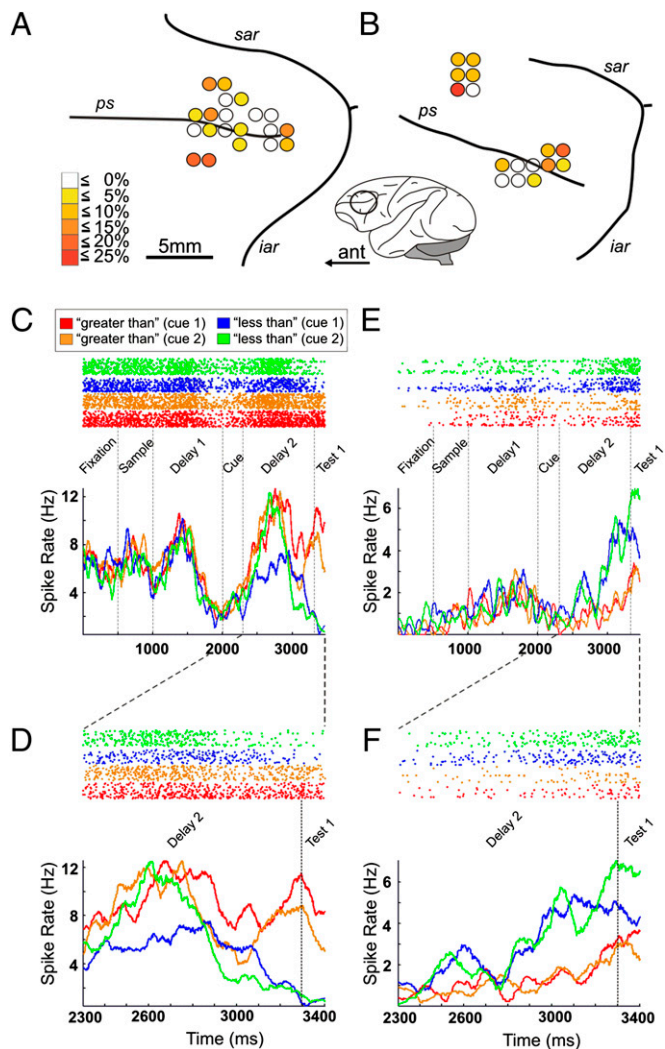 A
B
sar
sar
ps
ps
iar
iar
≤ 0%
≤ 5%
≤ 10%
≤ 15%
≤ 20%
≤ 25%
5mm
ant
C
E
"greater than" (cue 1)
"less than" (cue 1)
"greater than" (cue 2)
"less than" (cue 2)
Fixation
Sample
Delay 1
Cue
Delay 2
Test 1
Fixation
Sample
Delay1
Cue
Delay 2
Test 1
Spike Rate (Hz)
12
8
4
1000
2000
3000
Spike Rate (Hz)
6
4
2
1000
2000
3000
D
F
Delay 2
Test 1
Delay 2
Test 1
Spike Rate (Hz)
12
8
4
2300
2600
3000
3400
Time (ms)
Spike Rate (Hz)
6
4
2
2300
2600
3000
3400
Time (ms)